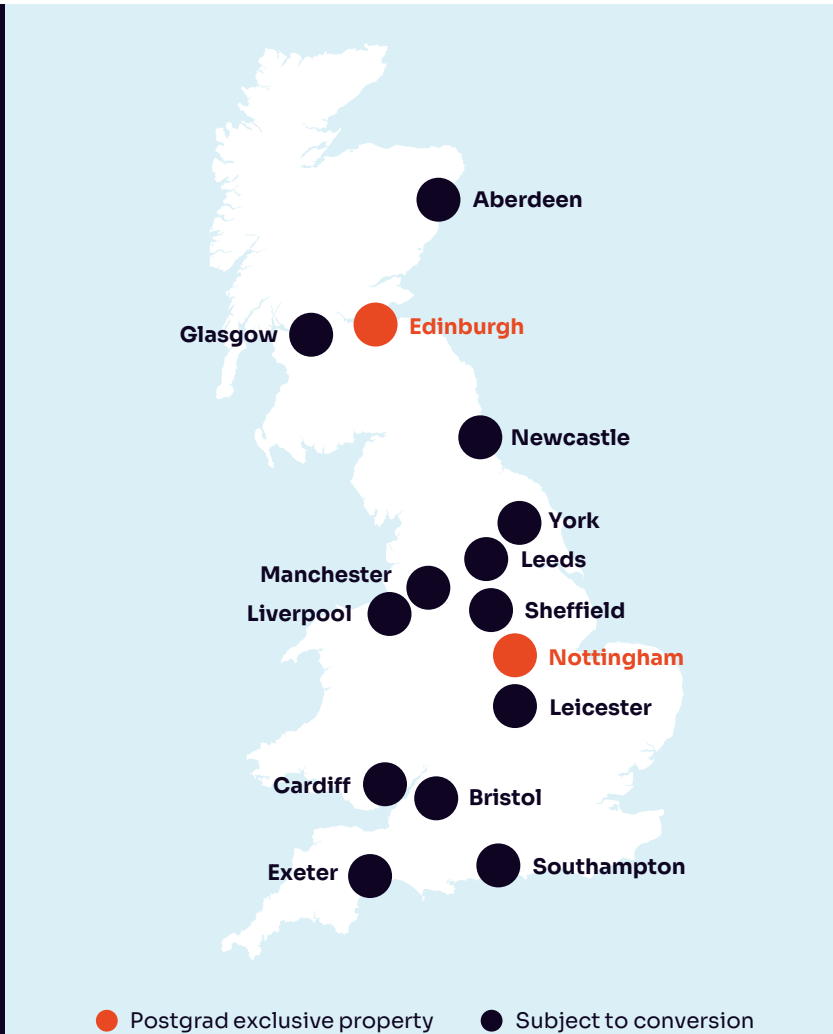 Aberdeen
Edinburgh
Glasgow
Newcastle
York
Leeds
Manchester
Liverpool
Sheffield
Nottingham
Leicester
Cardiff
Bristol
Exeter
Southampton
Postgrad exclusive property
Subject to conversion